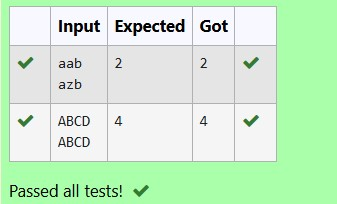 Input Expected Got
aab 2 2
azb
ABCD 4 4
ABCD
Passed all tests!